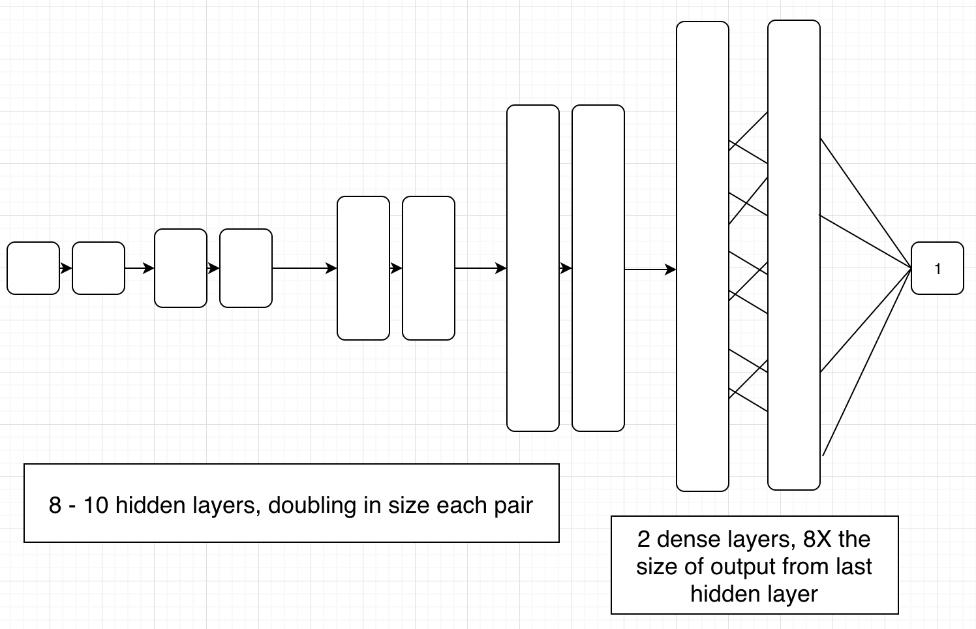 1
8 - 10 hidden layers, doubling in size each pair
2 dense layers, 8X the
size of output from last
hidden layer